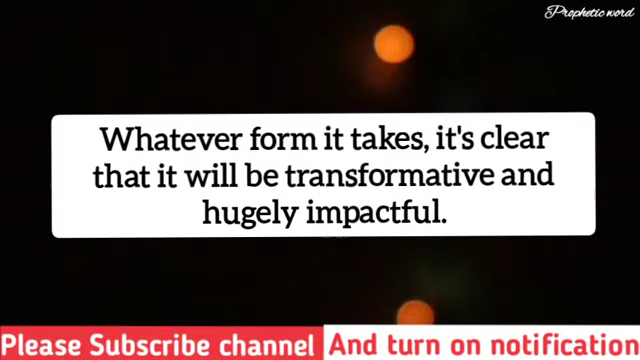 Prophetic word
Whatever form it takes, it's clear
that it will be transformative and
hugely impactful.
Please Subscribe channel And turn on notification